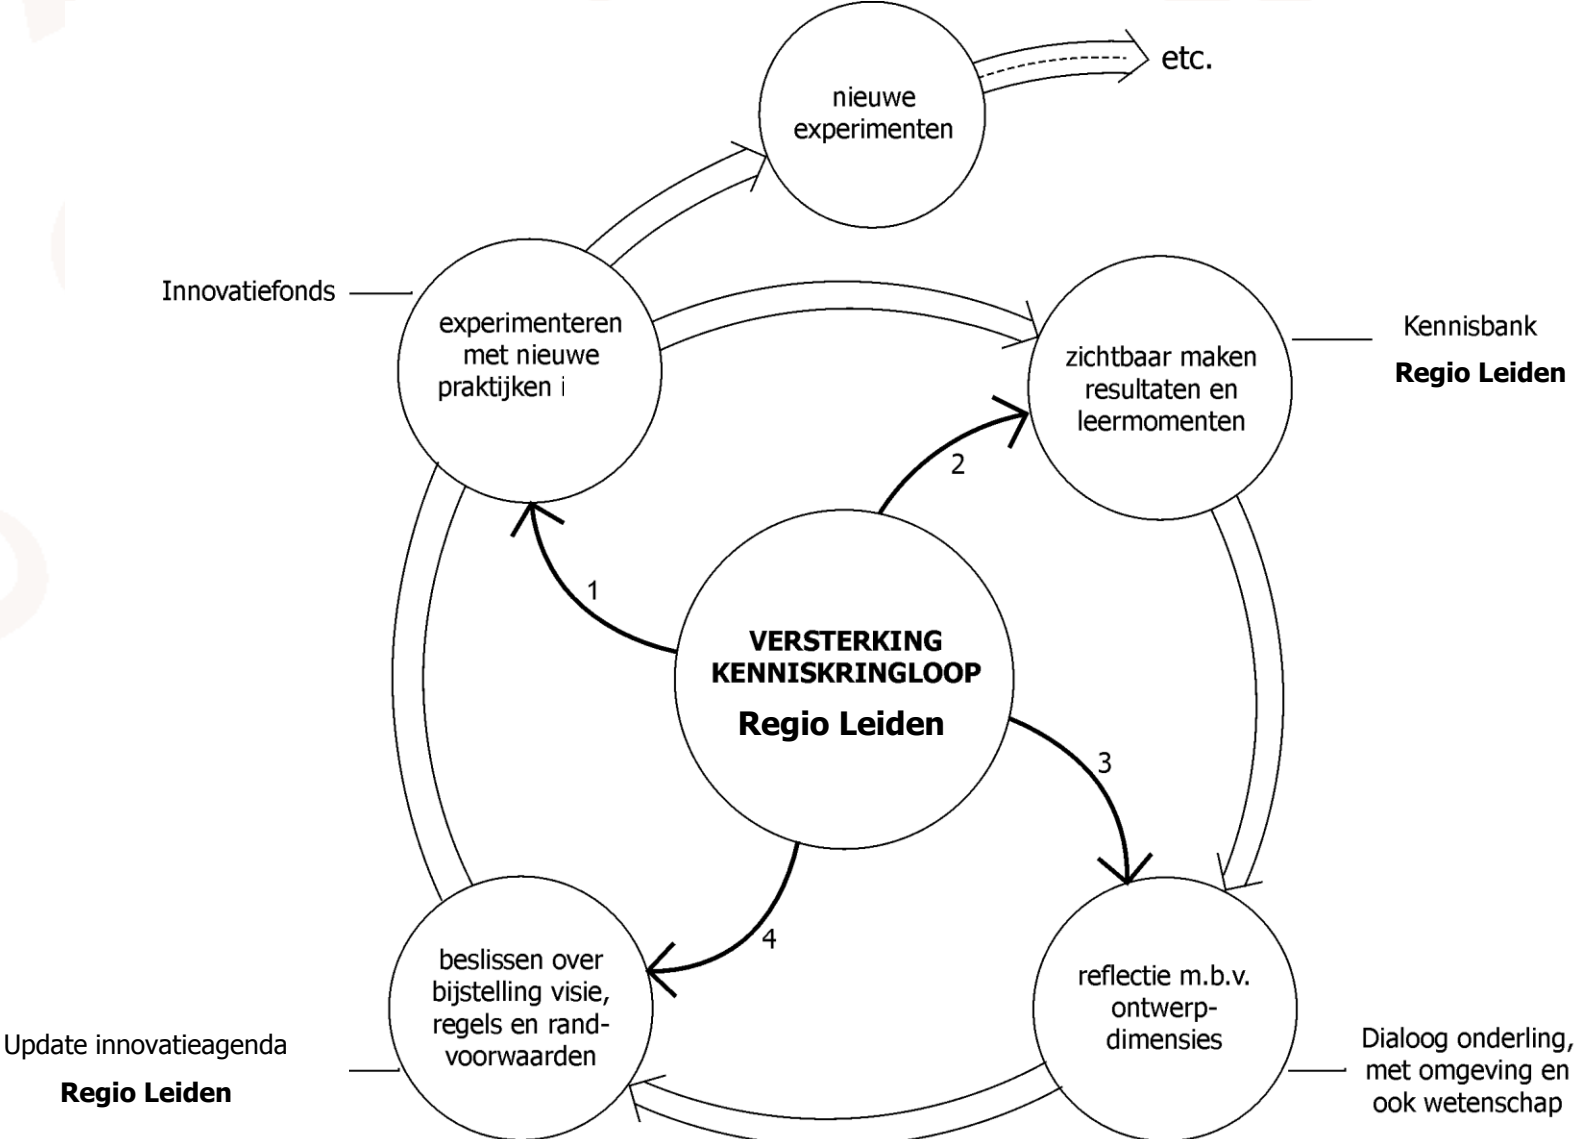 etc.
nieuwe
experimenten
Innovatiefonds
experimenteren
met nieuwe
praktijken i
zichtbaar maken
resultaten en
leermomenten
Kennisbank
Regio Leiden
2
1
VERSTERKING
KENNISKRINGLOOP
Regio Leiden
3
4
beslissen over
bijstelling visie,
regels en rand-
voorwaarden
reflectie m.b.v.
ontwerp-
dimensies
Update innovatieagenda
Regio Leiden
Dialoog onderling,
met omgeving en
ook wetenschap